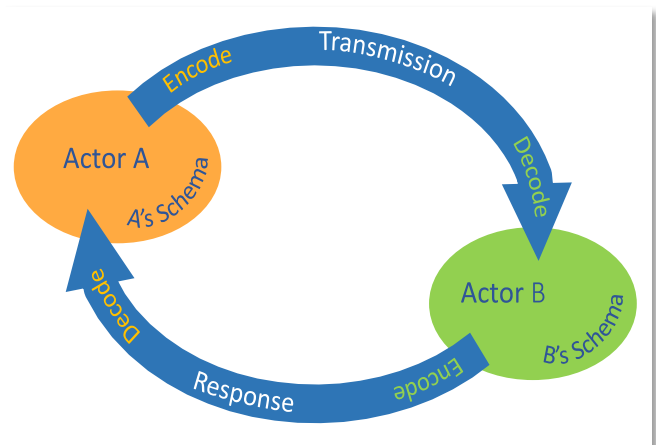 Encode
Transmission
Decode
Actor A
A's Schema
Actor B
B's Schema
Encode
Response
Decode